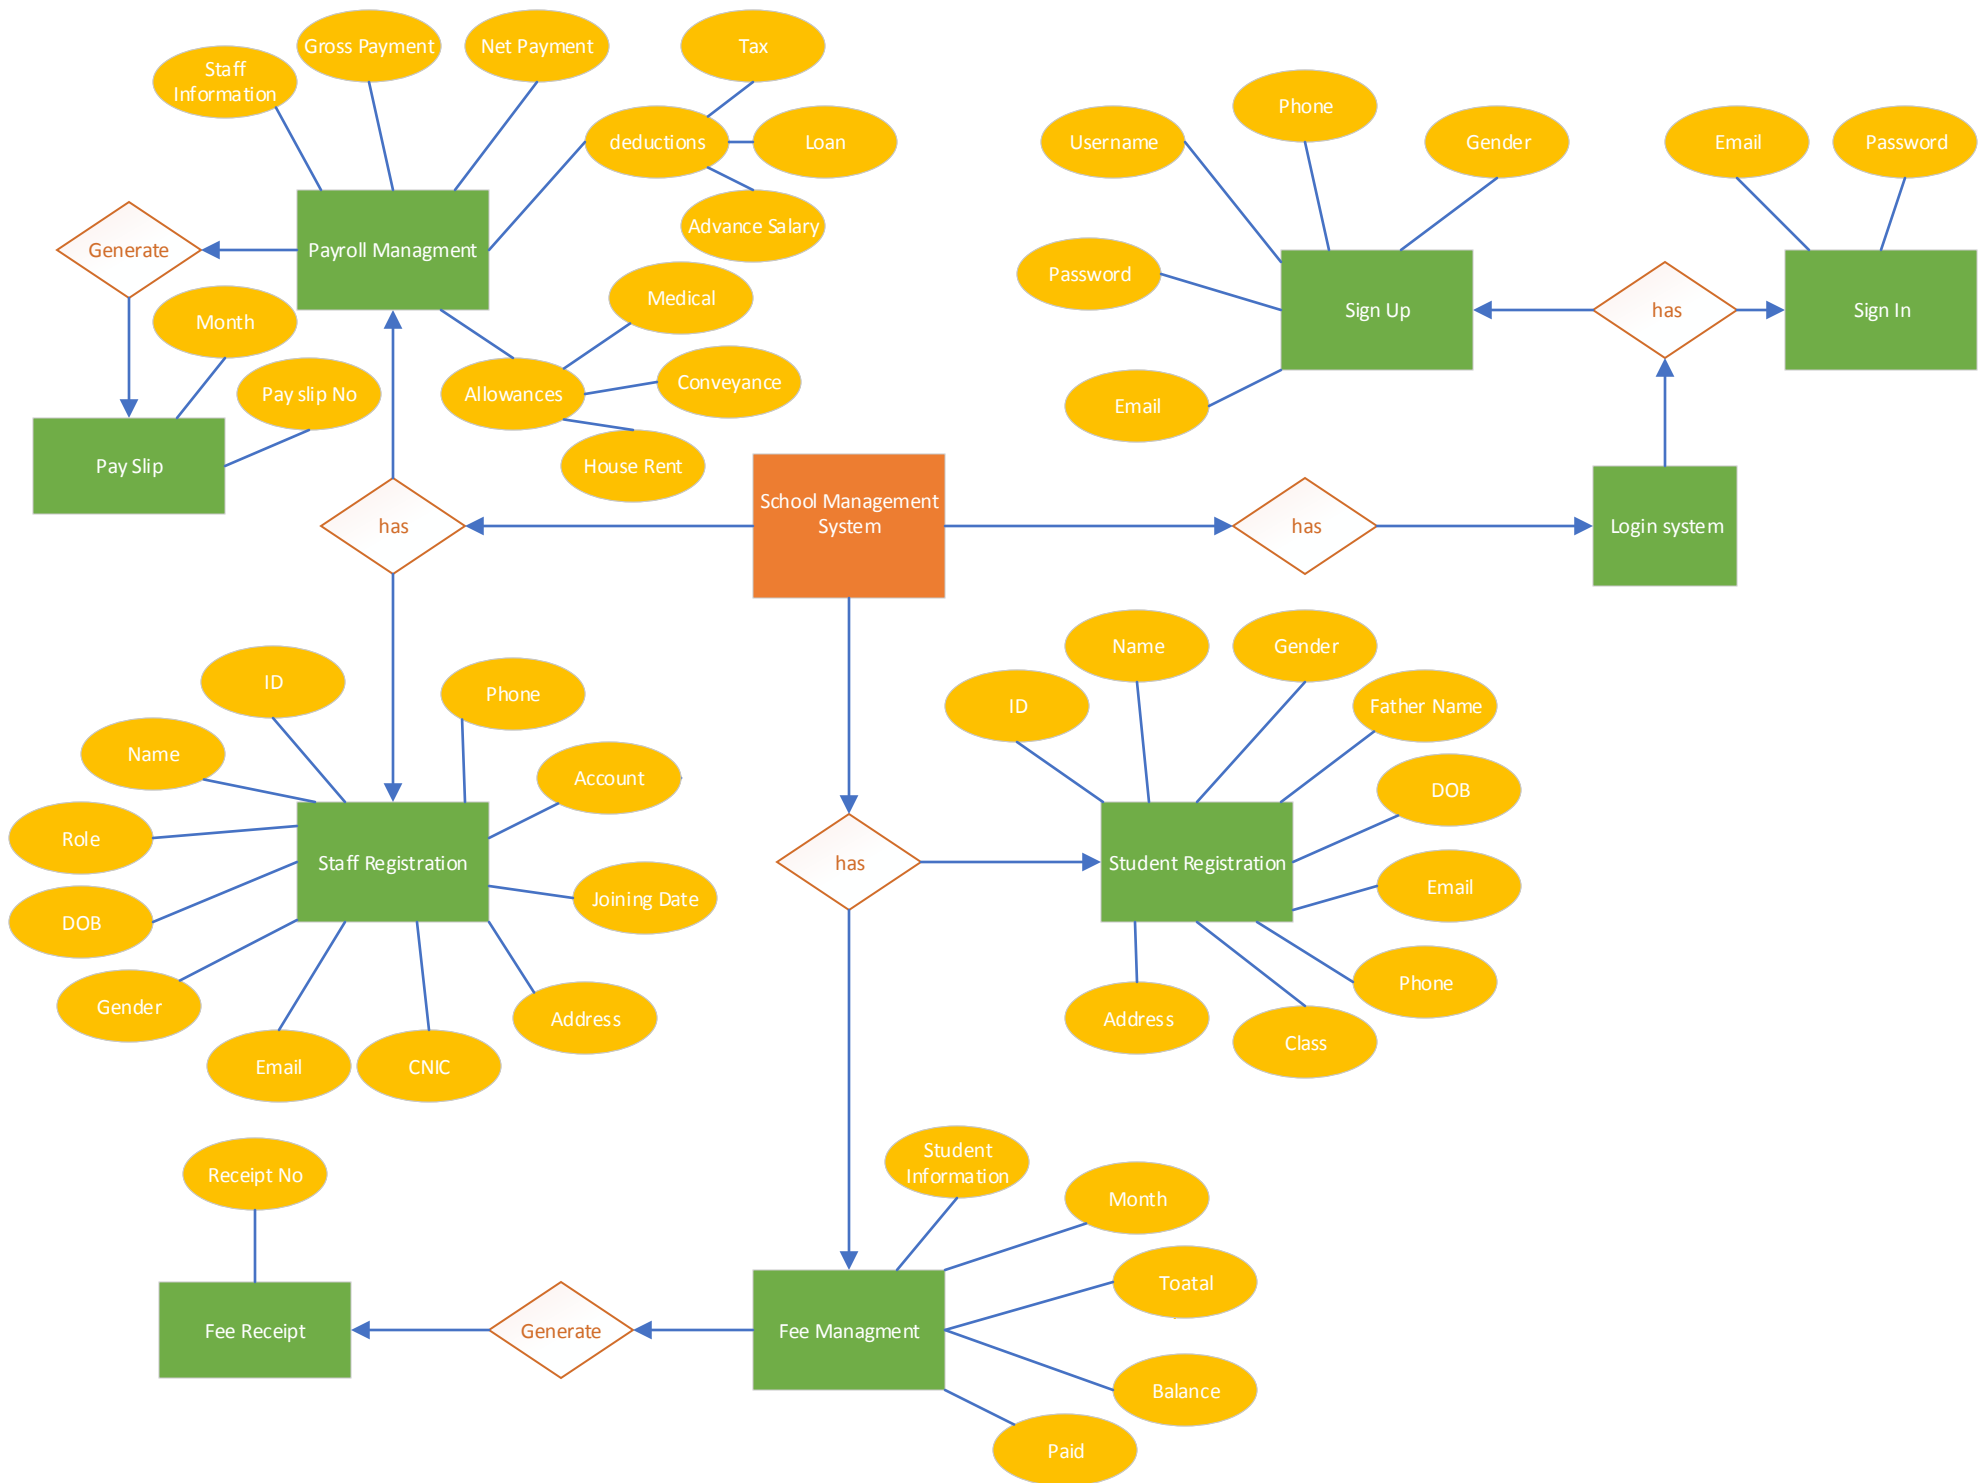 Staff
Information
Gross Payment
Net Payment
Tax
deductions
Loan
Advance Salary
Generate
Payroll Managment
Month
Pay slip No
Pay Slip
Medical
Allowances
Conveyance
House Rent
Username
Phone
Gender
Password
Email
Sign Up
Email
Password
has
Sign In
has
School Management
System
has
Login system
ID
Phone
Name
Account
Role
Staff Registration
DOB
Joining Date
Gender
Address
Email
CNIC
has
ID
Name
Gender
Father Name
DOB
Student Registration
Email
Phone
Address
Class
Receipt No
Fee Receipt
Generate
Student
Information
Month
Toatal
Fee Managment
Balance
Paid